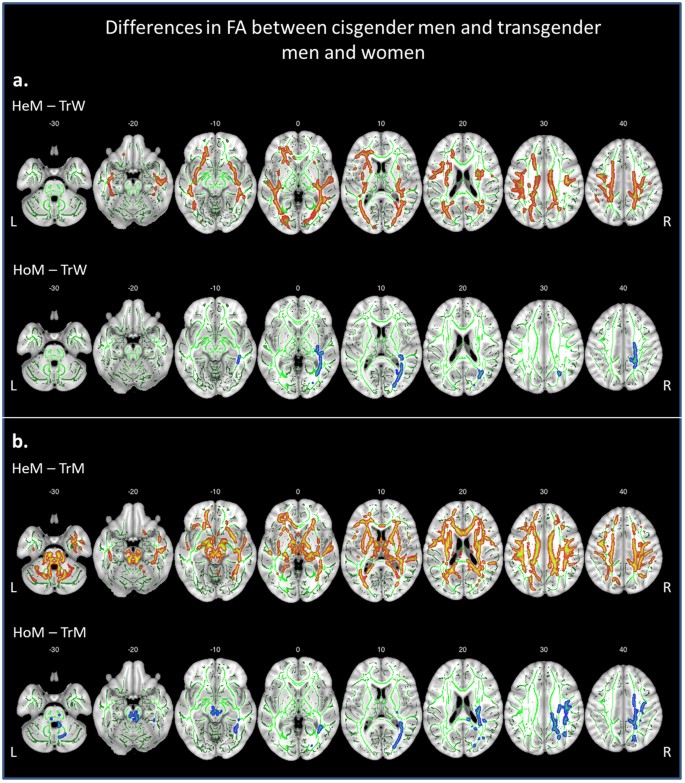 Differences in FA between cisgender men and transgender
men and women
a.
HeM – TrW
-30 -20 -10 0 10 20 30 40
L R
HoM – TrW
-30 -20 -10 0 10 20 30 40
L R
b.
HeM – TrM
-30 -20 -10 0 10 20 30 40
L R
HoM – TrM
-30 -20 -10 0 10 20 30 40
L R